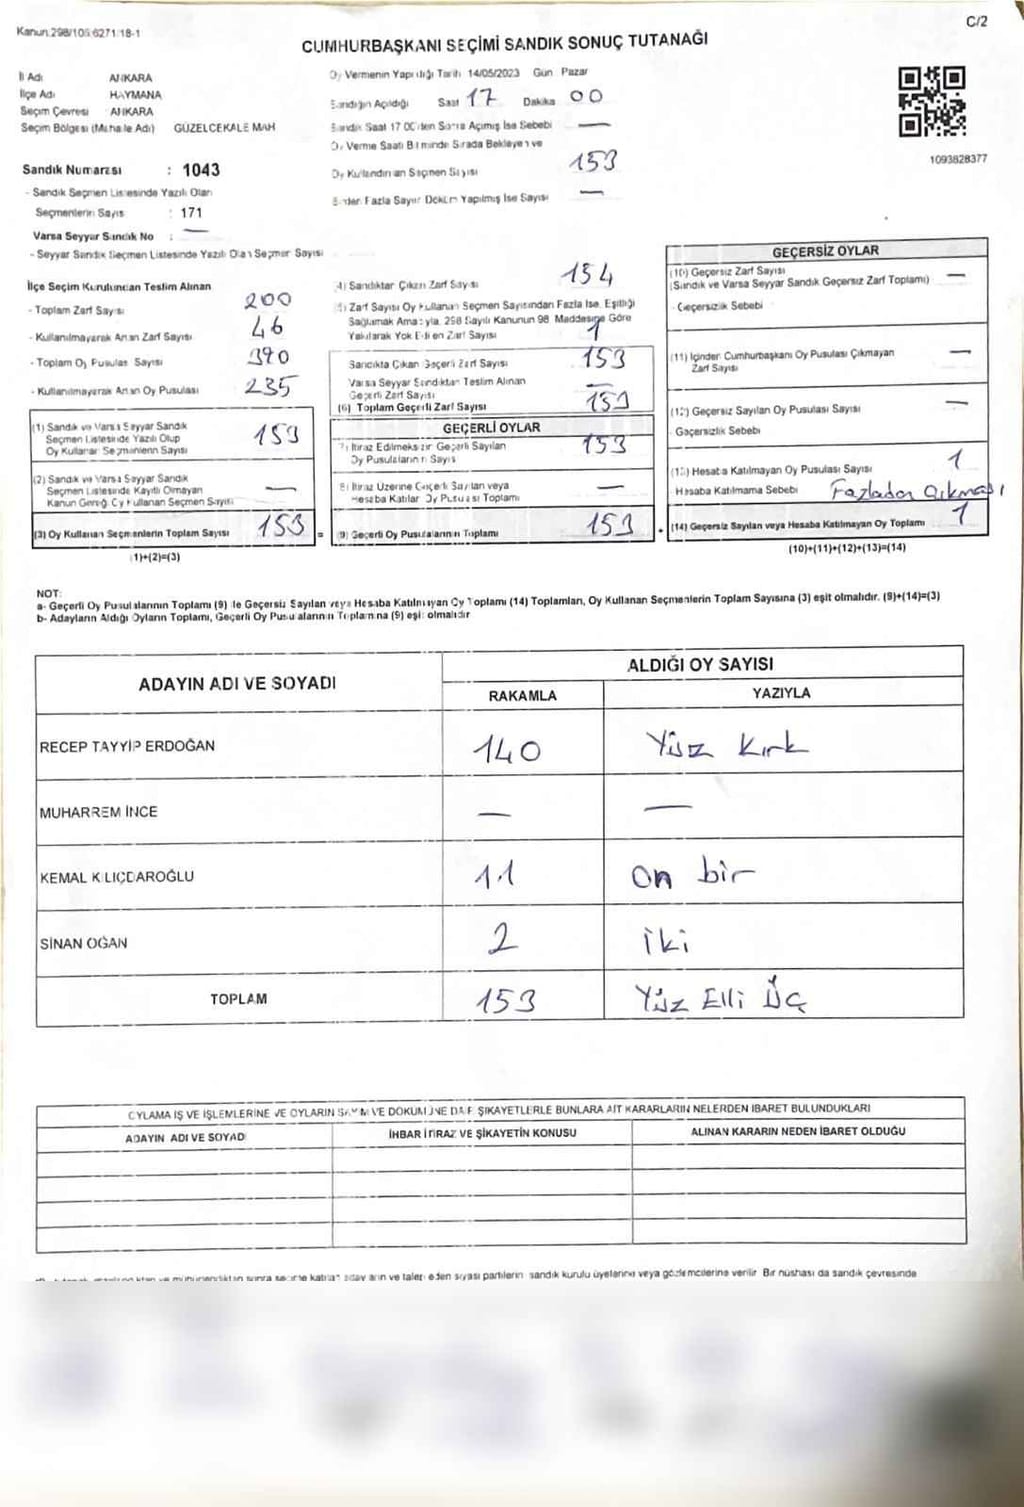 Kanun.298/105 6271/18-1
C/2
CUMHURBAŞKANI SEÇİMİ SANDIK SONUÇ TUTANAĞI
İl Adı ANKARA
İlçe Adı HAYMANA
Seçim Çevresi ANKARA
Seçim Bölgesi (Mahalle Adı) GÜZELCEKALE MAH
Oy Vermenin Yapıldığı Tarih 14/05/2023 Gün Pazar
Sandığın Açıldığı Saat 17 Dakika 00
Sandık Saat 17 00'den Sonra Açımış İse Sebebi —
Oy Verme Saati Bitiminde Sırada Bekleyen ve
Oy Kullandırılan Seçmen Sayısı 153
Birden Fazla Sayım Döküm Yapılmış İse Sayısı —
1093828377
Sandık Numarası : 1043
- Sandık Seçmen Listesinde Yazılı Olan
Seçmenlerin Sayısı : 171
Varsa Seyyar Sandık No : —
- Seyyar Sandık Seçmen Listesinde Yazılı Olan Seçmen Sayısı
İlçe Seçim Kurulundan Teslim Alınan
- Toplam Zarf Sayısı 200
- Kullanılmayarak Artan Zarf Sayısı 46
- Toplam Oy Pusulası Sayısı 390
- Kullanılmayarak Artan Oy Pusulası 235
(1) Sandık ve Varsa Seyyar Sandık
Seçmen Listesinde Yazılı Olup
Oy Kullanan Seçmenlerin Sayısı 153
(2) Sandık ve Varsa Seyyar Sandık
Seçmen Listesinde Kayıtlı Olmayan
Kanun Gereği Oy Kullanan Seçmen Sayısı —
(3) Oy Kullanan Seçmenlerin Toplam Sayısı 153 =
(1)+(2)=(3)
(4) Sandıktan Çıkan Zarf Sayısı 154
(5) Zarf Sayısı Oy Kullanan Seçmen Sayısından Fazla İse, Eşitliği
Sağlamak Amacıyla, 298 Sayılı Kanunun 98 Maddesine Göre
Yakılarak Yok Edilen Zarf Sayısı 1
Sandıkta Çıkan Geçerli Zarf Sayısı 153
Varsa Seyyar Sandıktan Teslim Alınan
Geçerli Zarf Sayısı —
(6) Toplam Geçerli Zarf Sayısı 153
GEÇERLİ OYLAR
(7) İtiraz Edilmeksizin Geçerli Sayılan
Oy Pusulalarının Sayısı 153
(8) İtiraz Üzerine Geçerli Sayılan veya
Hesaba Katılan Oy Pusulası Toplamı —
(9) Geçerli Oy Pusulalarının Toplamı 153 +
GEÇERSİZ OYLAR
(10) Geçersiz Zarf Sayısı
(Sandık ve Varsa Seyyar Sandık Geçersiz Zarf Toplamı) —
- Geçersizlik Sebebi
(11) İçinden Cumhurbaşkanı Oy Pusulası Çıkmayan
Zarf Sayısı —
(12) Geçersiz Sayılan Oy Pusulası Sayısı —
- Geçersizlik Sebebi
(13) Hesaba Katılmayan Oy Pusulası Sayısı 1
Hesaba Katılmama Sebebi Fazladan Çıkması
(14) Geçersiz Sayılan veya Hesaba Katılmayan Oy Toplamı 1
(10)+(11)+(12)+(13)=(14)
NOT:
a- Geçerli Oy Pusulalarının Toplamı (9) ile Geçersiz Sayılan veya Hesaba Katılmayan Oy Toplamı (14) Toplamları, Oy Kullanan Seçmenlerin Toplam Sayısına (3) eşit olmalıdır. (9)+(14)=(3)
b- Adayların Aldığı Oyların Toplamı, Geçerli Oy Pusulalarının Toplamına (9) eşit olmalıdır
ADAYIN ADI VE SOYADI
ALDIĞI OY SAYISI
RAKAMLA YAZIYLA
RECEP TAYYİP ERDOĞAN 140 Yüz Kırk
MUHARREM İNCE — —
KEMAL KILIÇDAROĞLU 11 On bir
SİNAN OĞAN 2 iki
TOPLAM 153 Yüz Elli Üç
OYLAMA İŞ VE İŞLEMLERİNE VE OYLARIN SAYIM VE DÖKÜMÜNE DAİR ŞİKAYETLERLE BUNLARA AİT KARARLARIN NELERDEN İBARET BULUNDUKLARI
ADAYIN ADI VE SOYADI İHBAR İTİRAZ VE ŞİKAYETİN KONUSU ALINAN KARARIN NEDEN İBARET OLDUĞU
ve mühürlendikten sonra seçime katılan adayların ve talep eden siyasi partilerin sandık kurulu üyelerine veya gözlemcilerine verilir Bir nüshası da sandık çevresinde